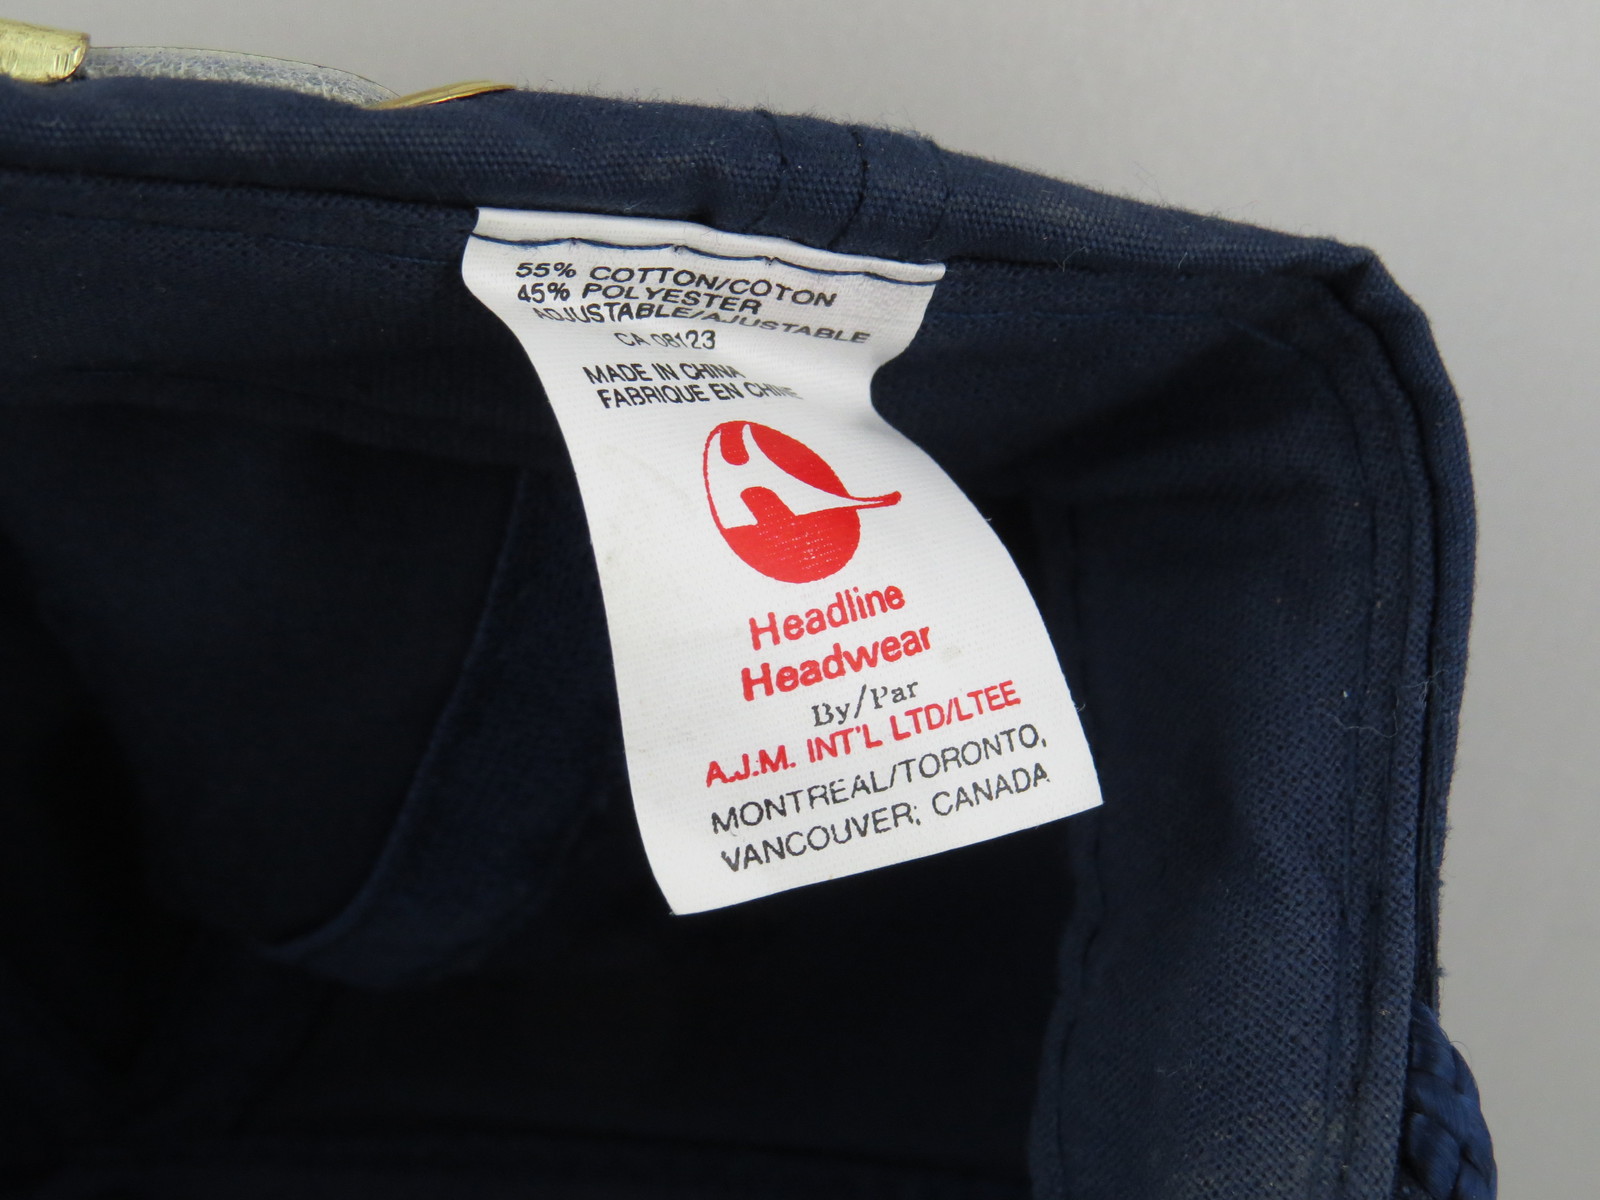 55% COTTON/COTON
45% POLYESTER
ADJUSTABLE/AJUSTABLE
CA 08123
MADE IN CHINA
FABRIQUE EN CHINE
Headline
Headwear
By/Par
A.J.M. INT'L LTD/LTEE
MONTREAL/TORONTO,
VANCOUVER; CANADA